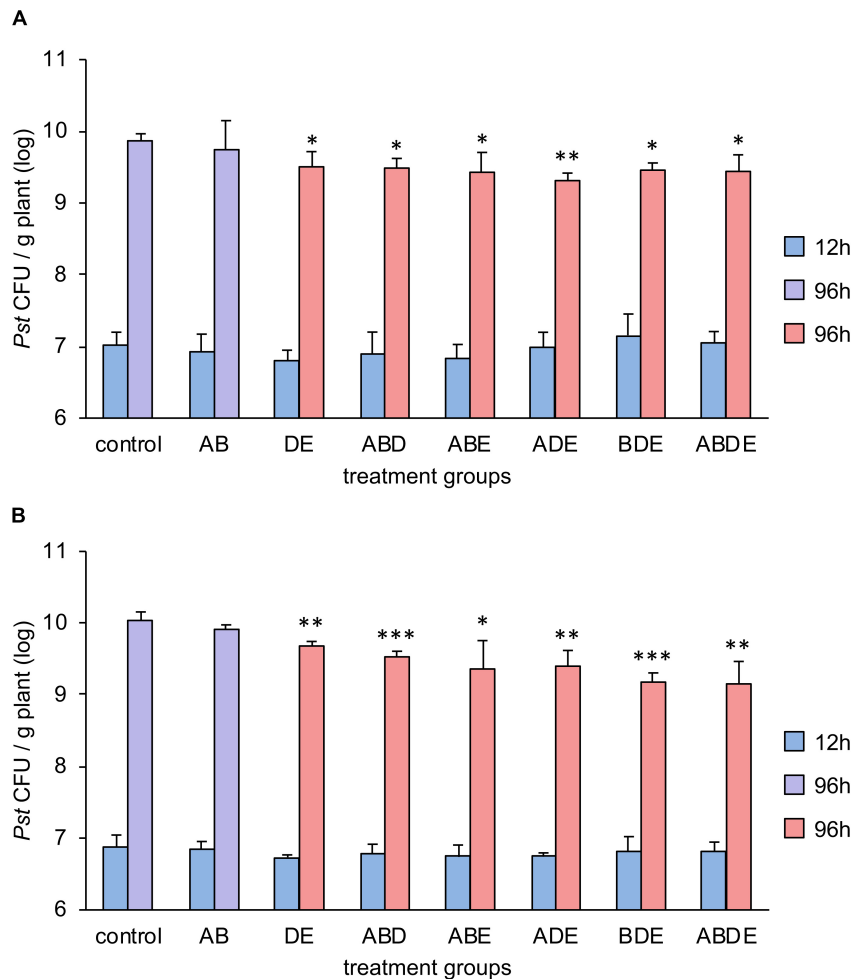 A
11
10
9
8
7
6
Pst CFU / g plant (log)
* * * ** * *
control AB DE ABD ABE ADE BDE ABDE
treatment groups
12h
96h
96h
B
11
10
9
8
7
6
Pst CFU / g plant (log)
** *** * ** *** **
control AB DE ABD ABE ADE BDE ABDE
treatment groups
12h
96h
96h